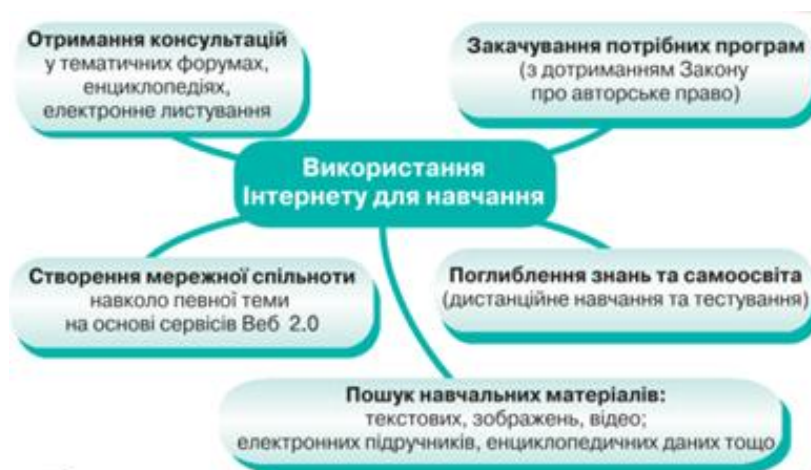 Отримання консультацій
у тематичних форумах,
енциклопедіях,
електронне листування
Закачування потрібних програм
(з дотриманням Закону
про авторське право)
Використання
Інтернету для навчання
Створення мережної спільноти
навколо певної теми
на основі сервісів Веб 2.0
Поглиблення знань та самоосвіта
(дистанційне навчання та тестування)
Пошук навчальних матеріалів:
текстових, зображень, відео;
електронних підручників, енциклопедичних даних тощо